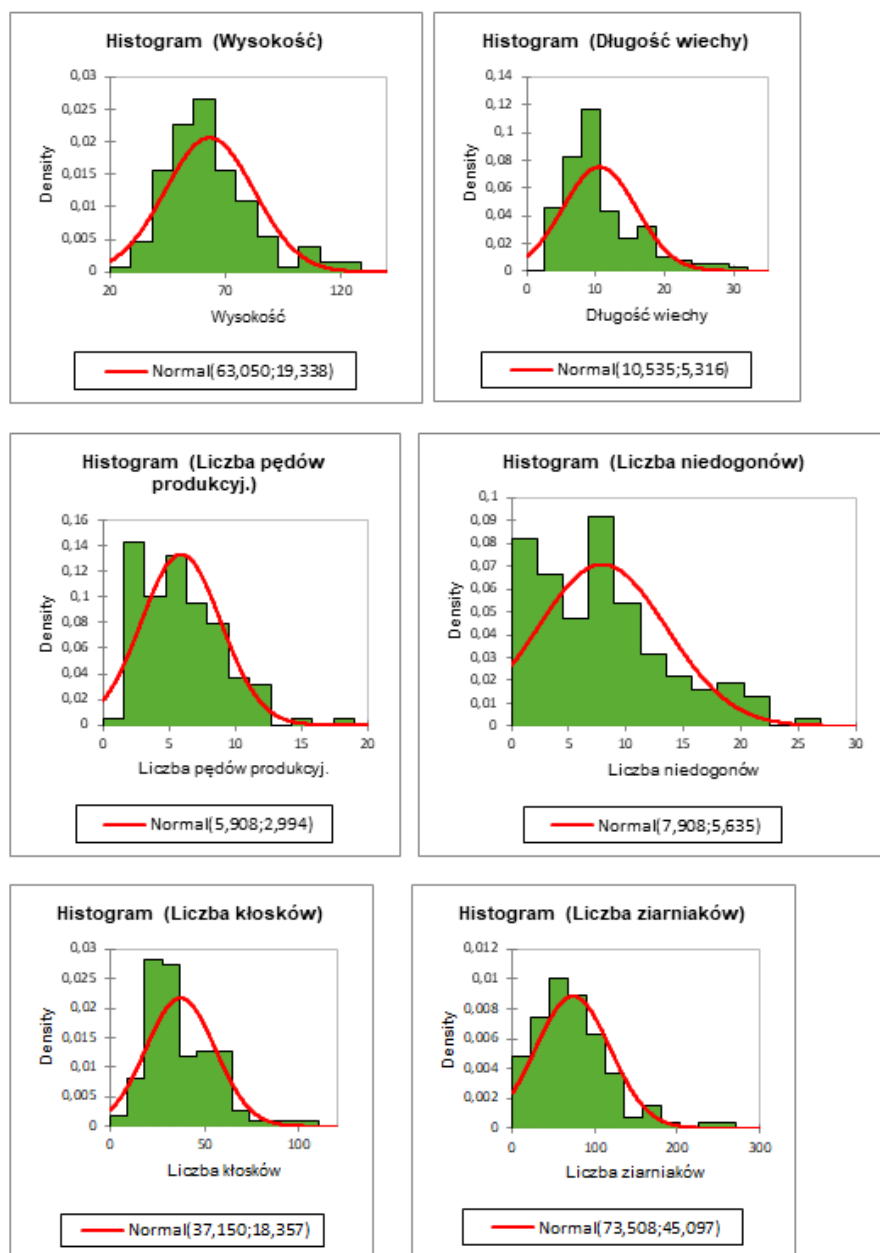 Histogram (Wysokość)
0,03
0,025
0,02
0,015
0,01
0,005
0
Density
20 70 120
Wysokość
Normal(63,050;19,338)
Histogram (Długość wiechy)
0,14
0,12
0,1
0,08
0,06
0,04
0,02
0
Density
0 10 20 30
Długość wiechy
Normal(10,535;5,316)
Histogram (Liczba pędów
produkcyj.)
0,16
0,14
0,12
0,1
0,08
0,06
0,04
0,02
0
Density
0 5 10 15 20
Liczba pędów produkcyj.
Normal(5,908;2,994)
Histogram (Liczba niedogonów)
0,1
0,09
0,08
0,07
0,06
0,05
0,04
0,03
0,02
0,01
0
Density
0 5 10 15 20 25 30
Liczba niedogonów
Normal(7,908;5,635)
Histogram (Liczba kłosków)
0,03
0,025
0,02
0,015
0,01
0,005
0
Density
0 50 100
Liczba kłosków
Normal(37,150;18,357)
Histogram (Liczba ziarniaków)
0,012
0,01
0,008
0,006
0,004
0,002
0
Density
0 100 200 300
Liczba ziarniaków
Normal(73,508;45,097)